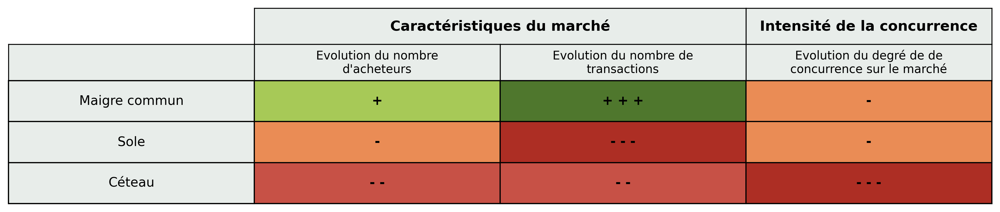 Caractéristiques du marché
Intensité de la concurrence
Evolution du nombre
d'acheteurs
Evolution du nombre de
transactions
Evolution du degré de de
concurrence sur le marché
Maigre commun
+
+ + +
-
Sole
-
- - -
-
Céteau
- -
- -
- - -